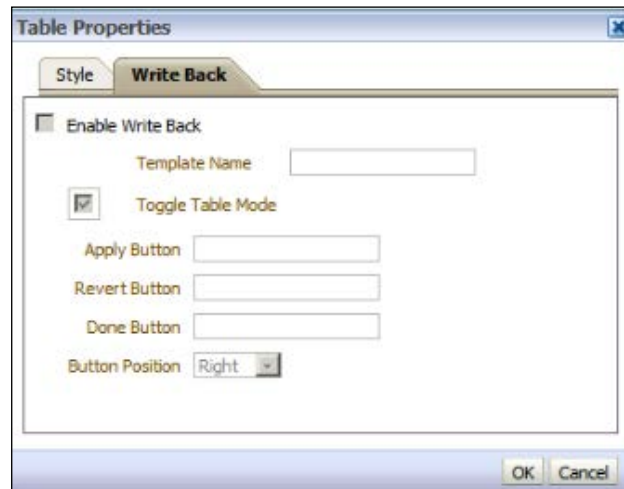 Table Properties
Style Write Back
Enable Write Back
Template Name
Toggle Table Mode
Apply Button
Revert Button
Done Button
Button Position Right
OK Cancel